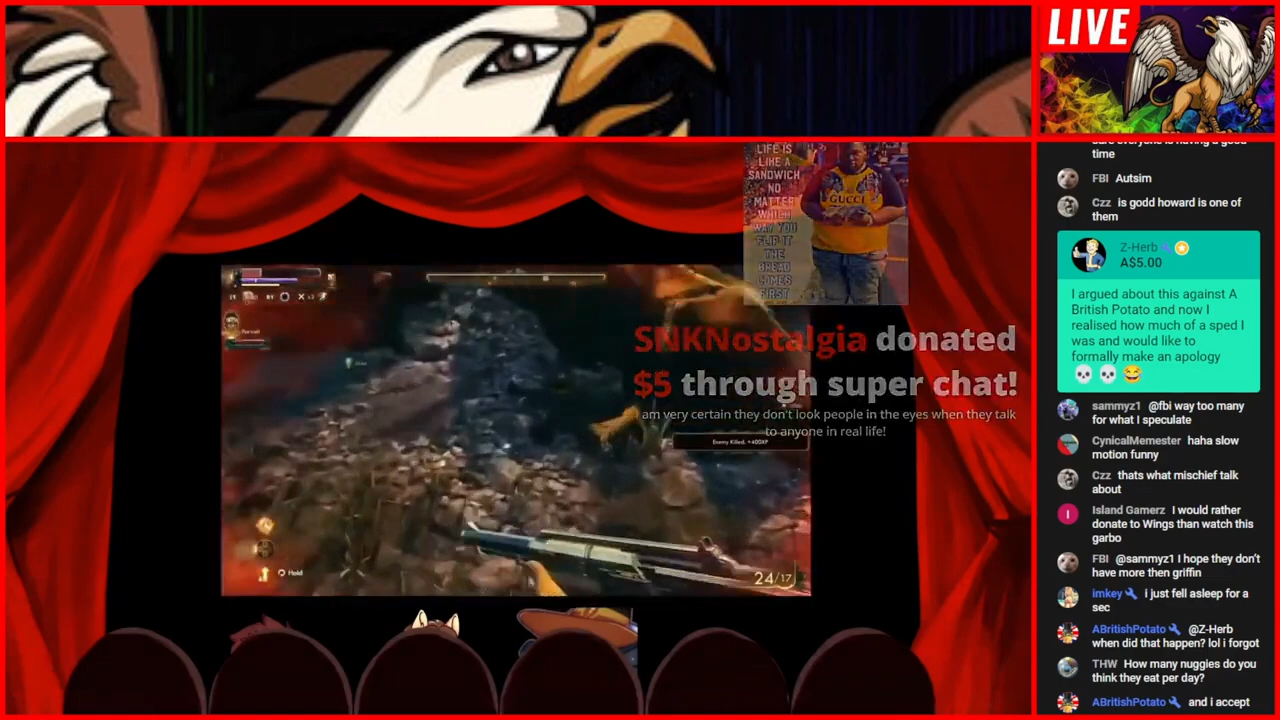 LIVE
LIFE IS
LIKE A
SANDWICH
NO
MATTER
WHICH
WAY YOU
FLIP IT
THE
BREAD
COMES
FIRST
GUCCI
SNKNostalgia donated
$5 through super chat!
am very certain they don't look people in the eyes when they talk
to anyone in real life!
Enemy Killed, +400XP
Hold
24/17
sure everyone is having a good
time
FBI Autsim
Czz is godd howard is one of
them
Z-Herb
A$5.00
I argued about this against A
British Potato and now I
realised how much of a sped I
was and would like to
formally make an apology
💀 💀 😂
sammyz1 @fbi way too many
for what I speculate
CynicalMemester haha slow
motion funny
Czz thats what mischief talk
about
I
Island Gamerz I would rather
donate to Wings than watch this
garbo
FBI @sammyz1 I hope they don't
have more then griffin
imkey i just fell asleep for a
sec
ABritishPotato @Z-Herb
when did that happen? lol i forgot
THW How many nuggies do you
think they eat per day?
ABritishPotato and i accept